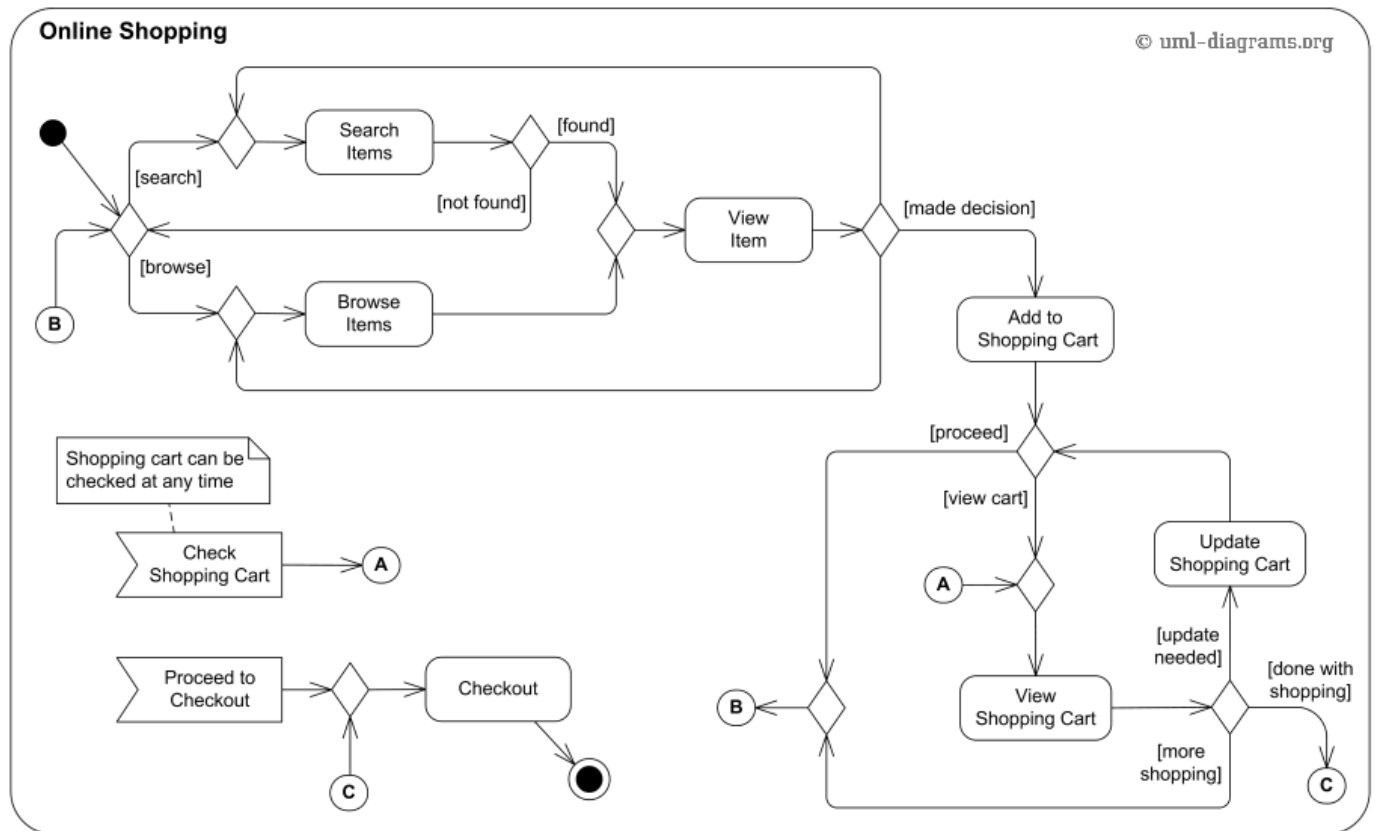 Online Shopping
© uml-diagrams.org
Search
Items
[found]
[search]
[not found]
View
Item
[made decision]
[browse]
B
Browse
Items
Add to
Shopping Cart
[proceed]
Shopping cart can be
checked at any time
[view cart]
Check
Shopping Cart
A
A
Update
Shopping Cart
[update
needed]
[done with
shopping]
Proceed to
Checkout
Checkout
B
View
Shopping Cart
[more
shopping]
C
C